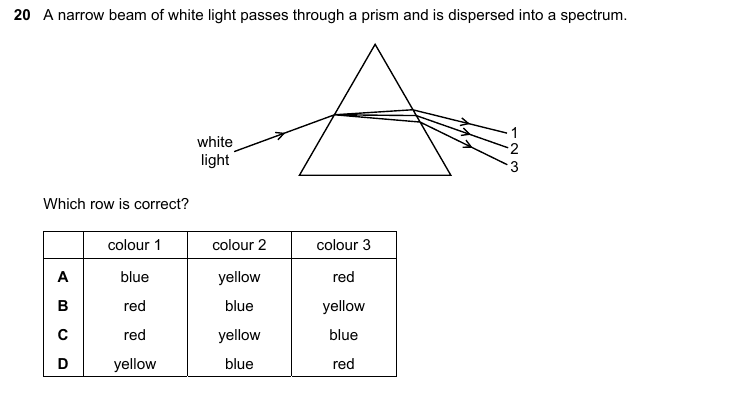 20 A narrow beam of white light passes through a prism and is dispersed into a spectrum.
white
light
1
2
3
Which row is correct?
colour 1 colour 2 colour 3
A blue yellow red
B red blue yellow
C red yellow blue
D yellow blue red